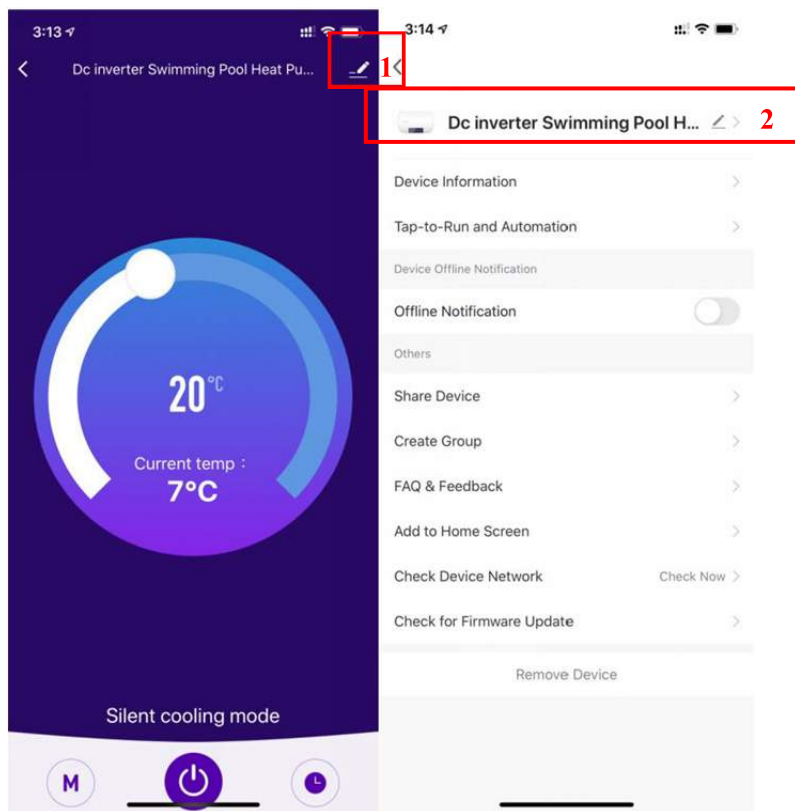 3:13
Dc inverter Swimming Pool Heat Pu...
1
20°C
Current temp :
7°C
Silent cooling mode
M
3:14
Dc inverter Swimming Pool H...
2
Device Information
Tap-to-Run and Automation
Device Offline Notification
Offline Notification
Others
Share Device
Create Group
FAQ & Feedback
Add to Home Screen
Check Device Network
Check Now
Check for Firmware Update
Remove Device